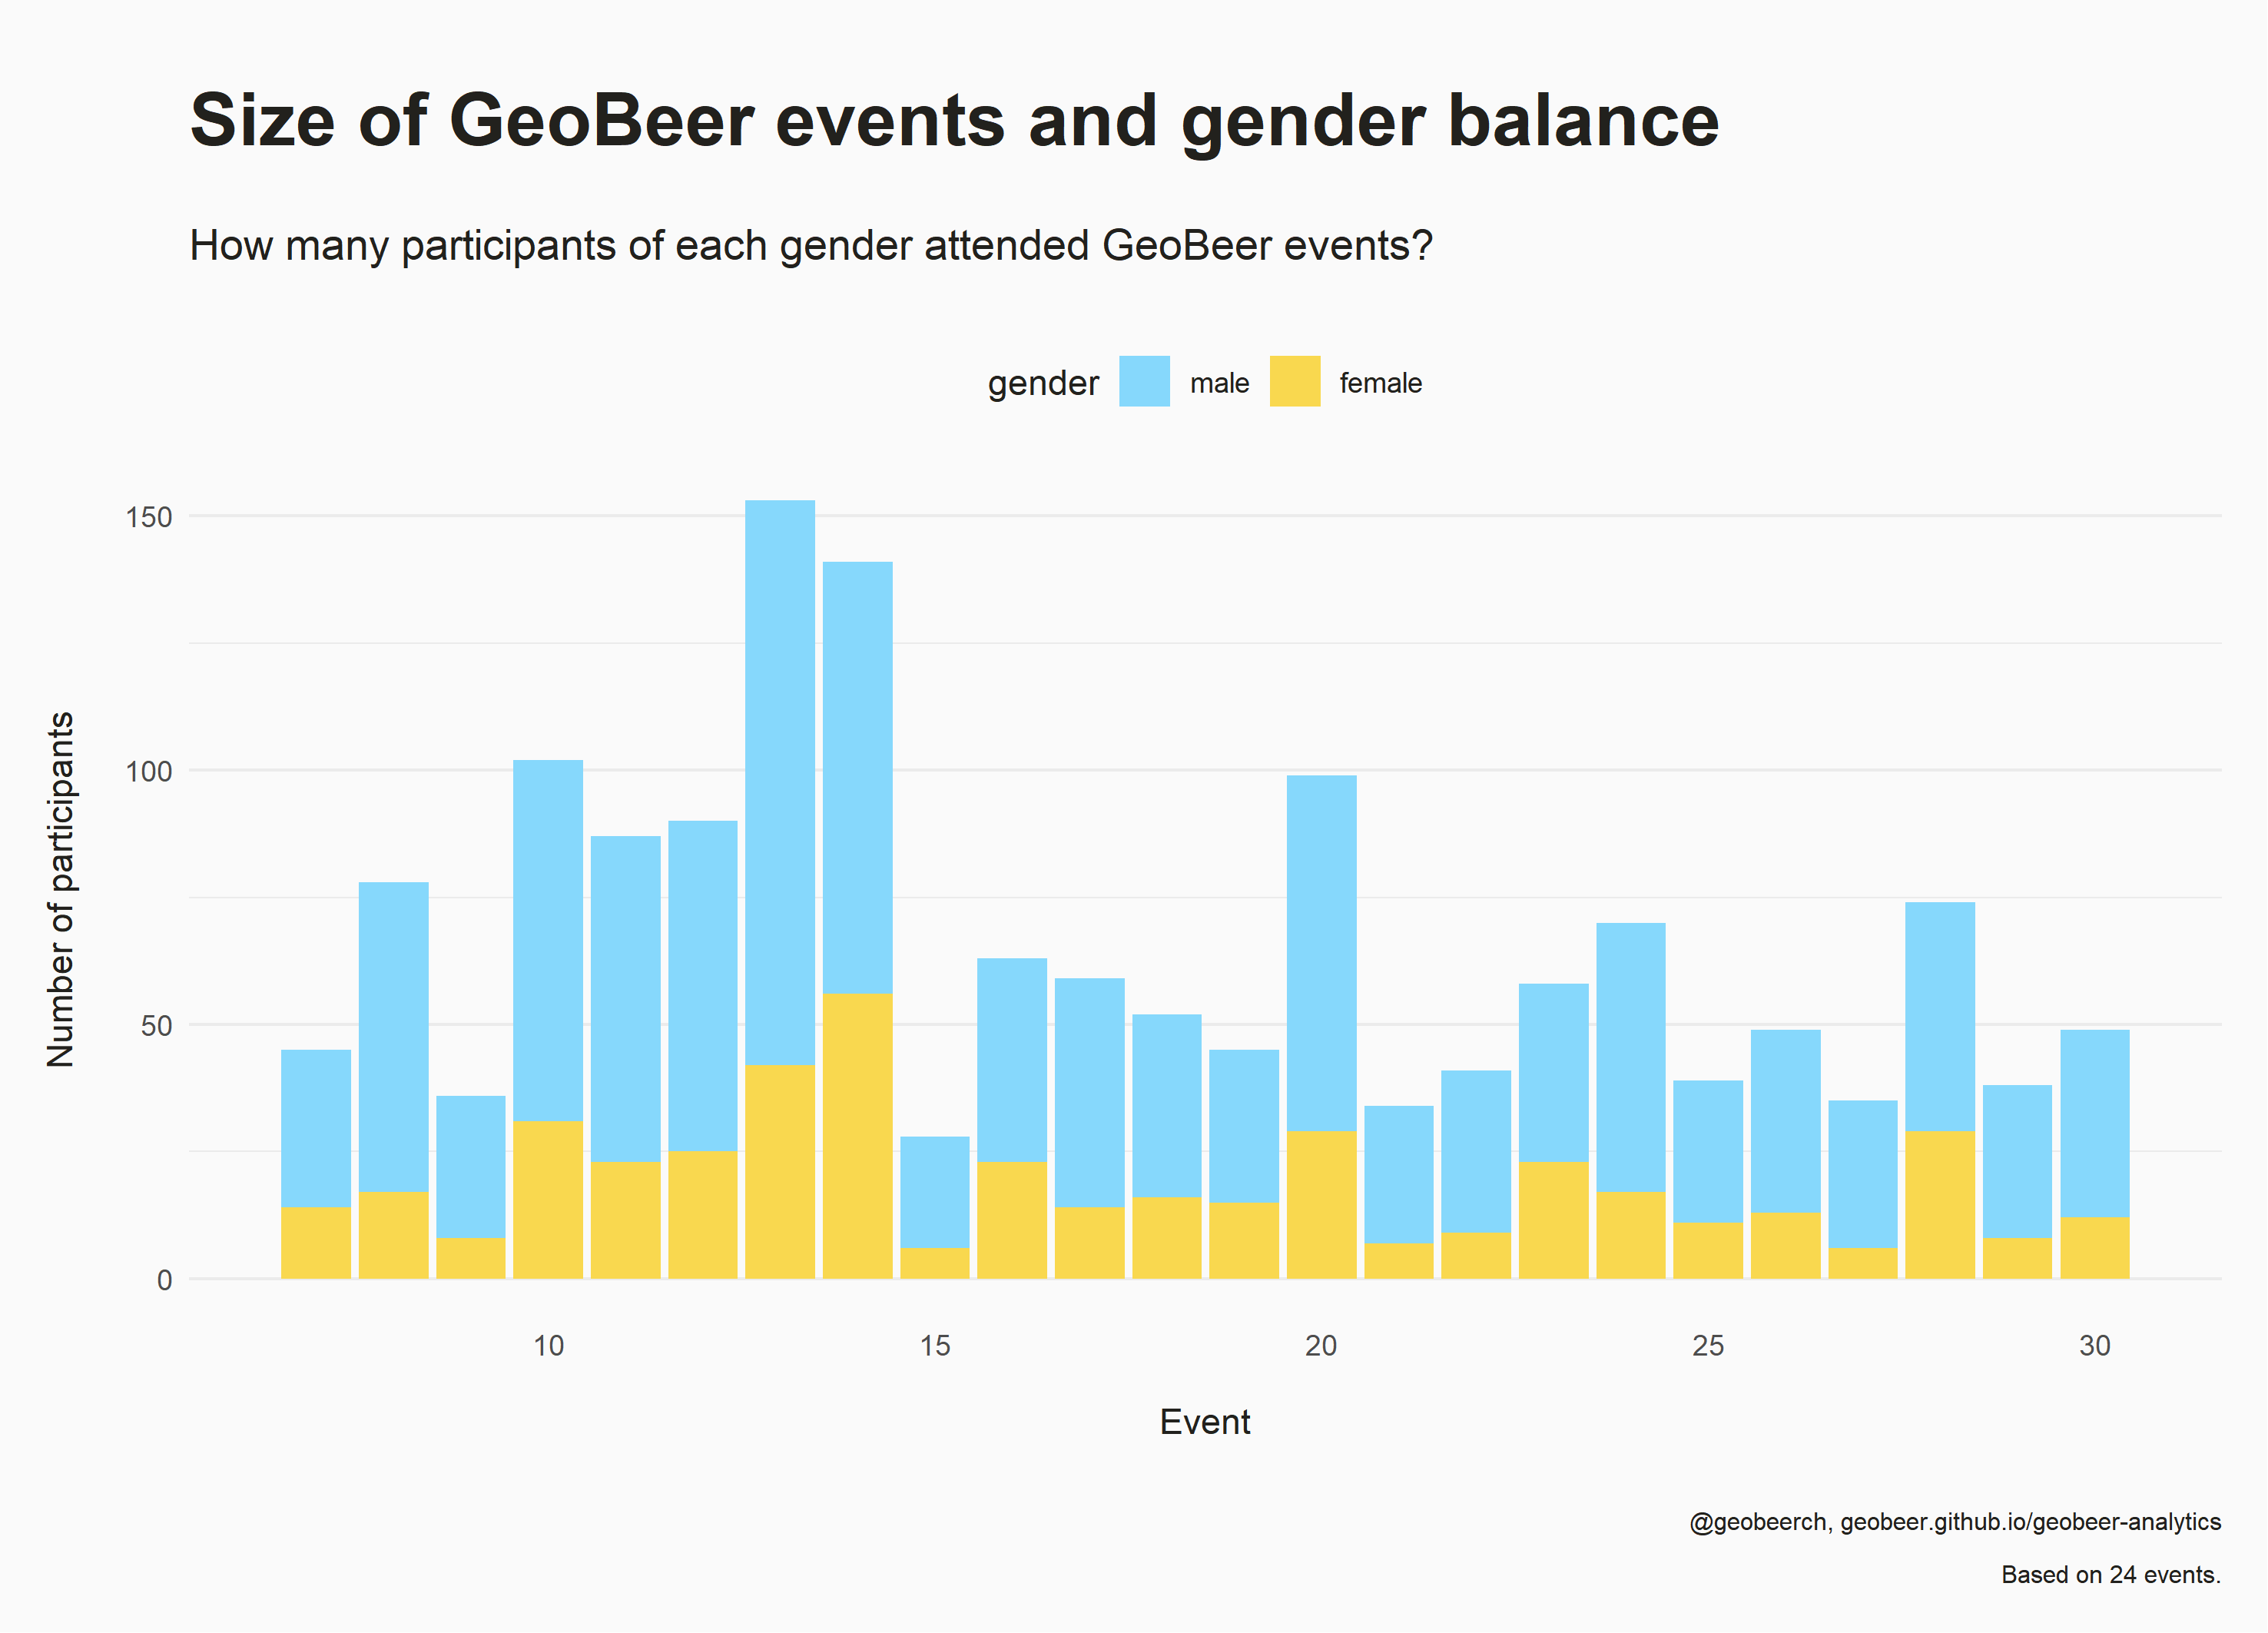 Size of GeoBeer events and gender balance
How many participants of each gender attended GeoBeer events?
gender male female
Number of participants
150
100
50
0
10 15 20 25 30
Event
@geobeerch, geobeer.github.io/geobeer-analytics
Based on 24 events.